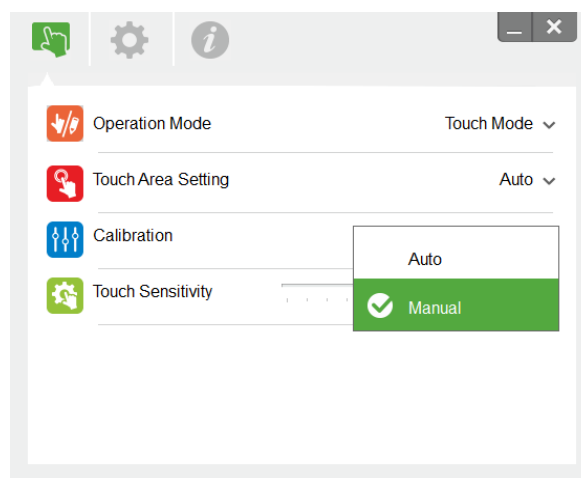 Operation Mode Touch Mode
Touch Area Setting Auto
Calibration
Auto
Touch Sensitivity
Manual